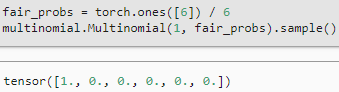 fair_probs = torch.ones([6]) / 6
multinomial.Multinomial(1, fair_probs).sample()
tensor([1., 0., 0., 0., 0., 0.])